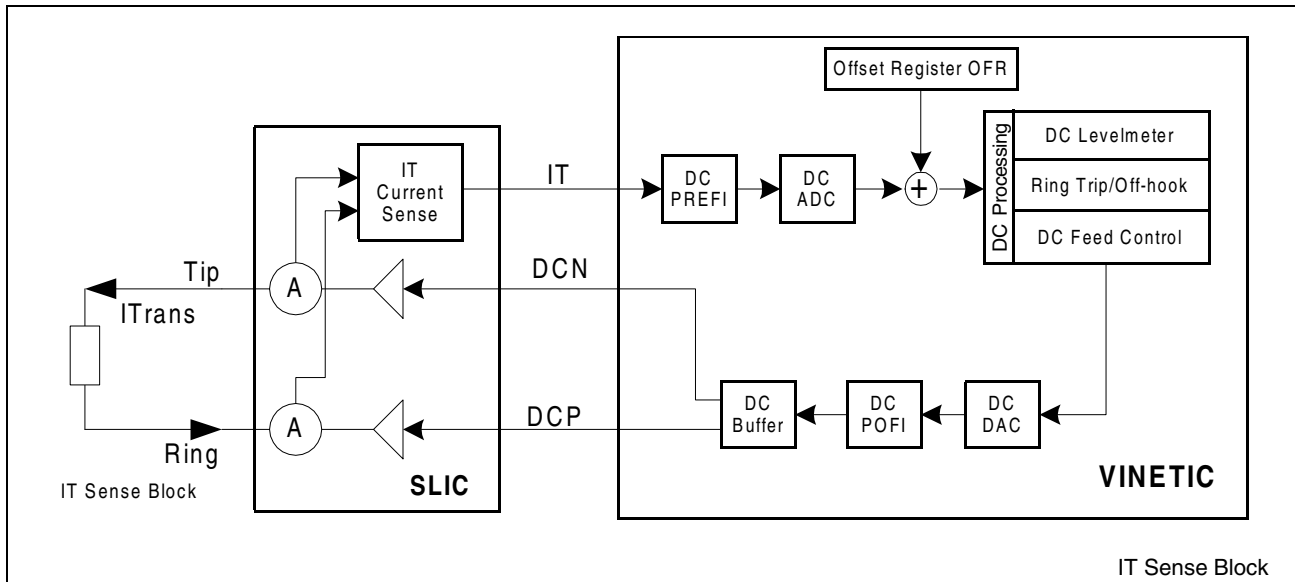 Offset Register OFR
IT
Current
Sense
IT
DC
PREFI
DC
ADC
+
DC Processing
DC Levelmeter
Ring Trip/Off-hook
DC Feed Control
Tip
A
DCN
ITrans
DC
Buffer
DC
POFI
DC
DAC
A
DCP
Ring
SLIC
VINETIC
IT Sense Block
IT Sense Block